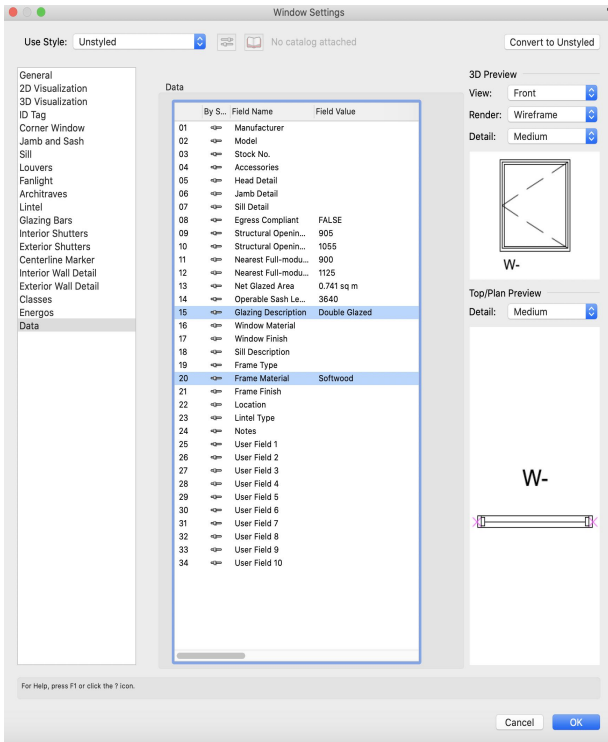 Window Settings
Use Style: Unstyled No catalog attached Convert to Unstyled
General
2D Visualization
3D Visualization
ID Tag
Corner Window
Jamb and Sash
Sill
Louvers
Fanlight
Architraves
Lintel
Glazing Bars
Interior Shutters
Exterior Shutters
Centerline Marker
Interior Wall Detail
Exterior Wall Detail
Classes
Energos
Data
Data
By S... Field Name Field Value
01 Manufacturer
02 Model
03 Stock No.
04 Accessories
05 Head Detail
06 Jamb Detail
07 Sill Detail
08 Egress Compliant FALSE
09 Structural Openin... 905
10 Structural Openin... 1055
11 Nearest Full-modu... 900
12 Nearest Full-modu... 1125
13 Net Glazed Area 0.741 sq m
14 Operable Sash Le... 3640
15 Glazing Description Double Glazed
16 Window Material
17 Window Finish
18 Sill Description
19 Frame Type
20 Frame Material Softwood
21 Frame Finish
22 Location
23 Lintel Type
24 Notes
25 User Field 1
26 User Field 2
27 User Field 3
28 User Field 4
29 User Field 5
30 User Field 6
31 User Field 7
32 User Field 8
33 User Field 9
34 User Field 10
3D Preview
View: Front
Render: Wireframe
Detail: Medium
W-
Top/Plan Preview
Detail: Medium
W-
For Help, press F1 or click the ? icon.
Cancel OK